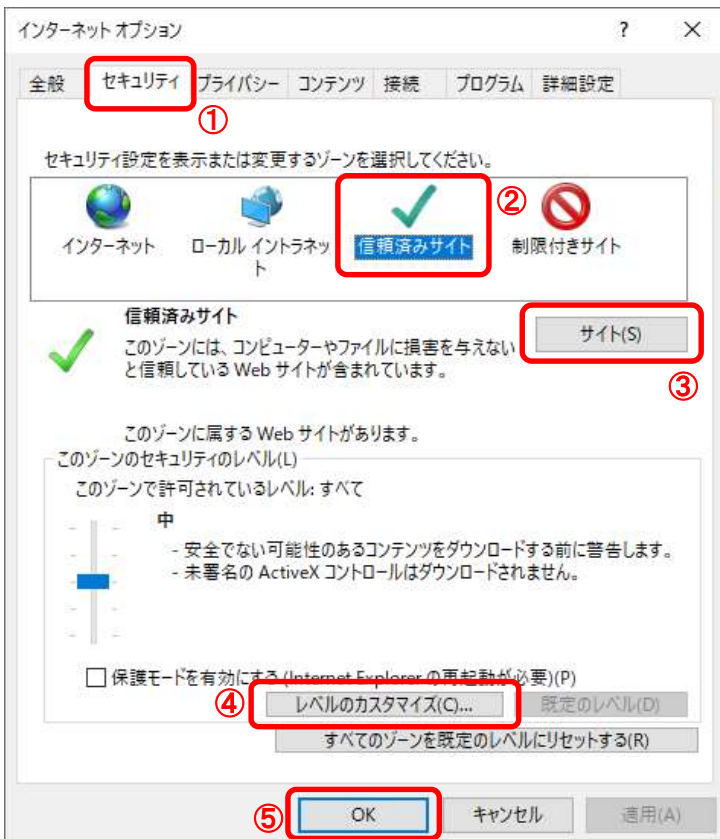 インターネット オプション
?
×
全般 セキュリティ プライバシー コンテンツ 接続 プログラム 詳細設定
①
セキュリティ設定を表示または変更するゾーンを選択してください。
②
インターネット ローカル イントラネッ 信頼済みサイト 制限付きサイト
ト
信頼済みサイト
サイト(S)
このゾーンには、コンピューターやファイルに損害を与えない
と信頼している Web サイトが含まれています。
③
このゾーンに属する Web サイトがあります。
このゾーンのセキュリティのレベル(L)
このゾーンで許可されているレベル: すべて
中
- 安全でない可能性のあるコンテンツをダウンロードする前に警告します。
- 未署名の ActiveX コントロールはダウンロードされません。
保護モードを有効にする (Internet Explorer の再起動が必要)(P)
④ レベルのカスタマイズ(C)... 既定のレベル(D)
すべてのゾーンを既定のレベルにリセットする(R)
⑤ OK キャンセル 適用(A)